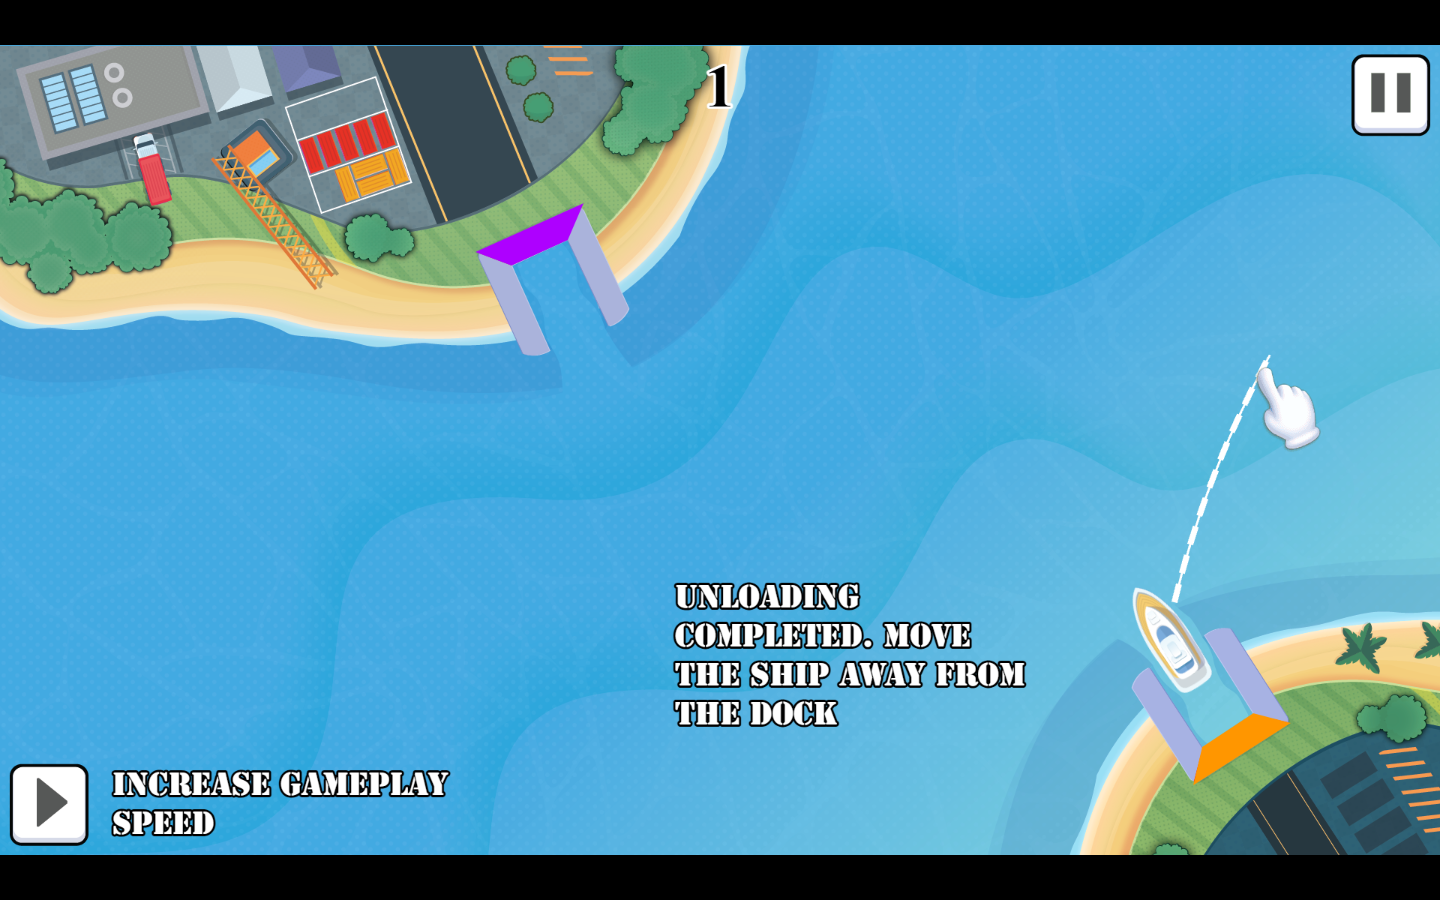 1
UNLOADING
COMPLETED. MOVE
THE SHIP AWAY FROM
THE DOCK
INCREASE GAMEPLAY
SPEED